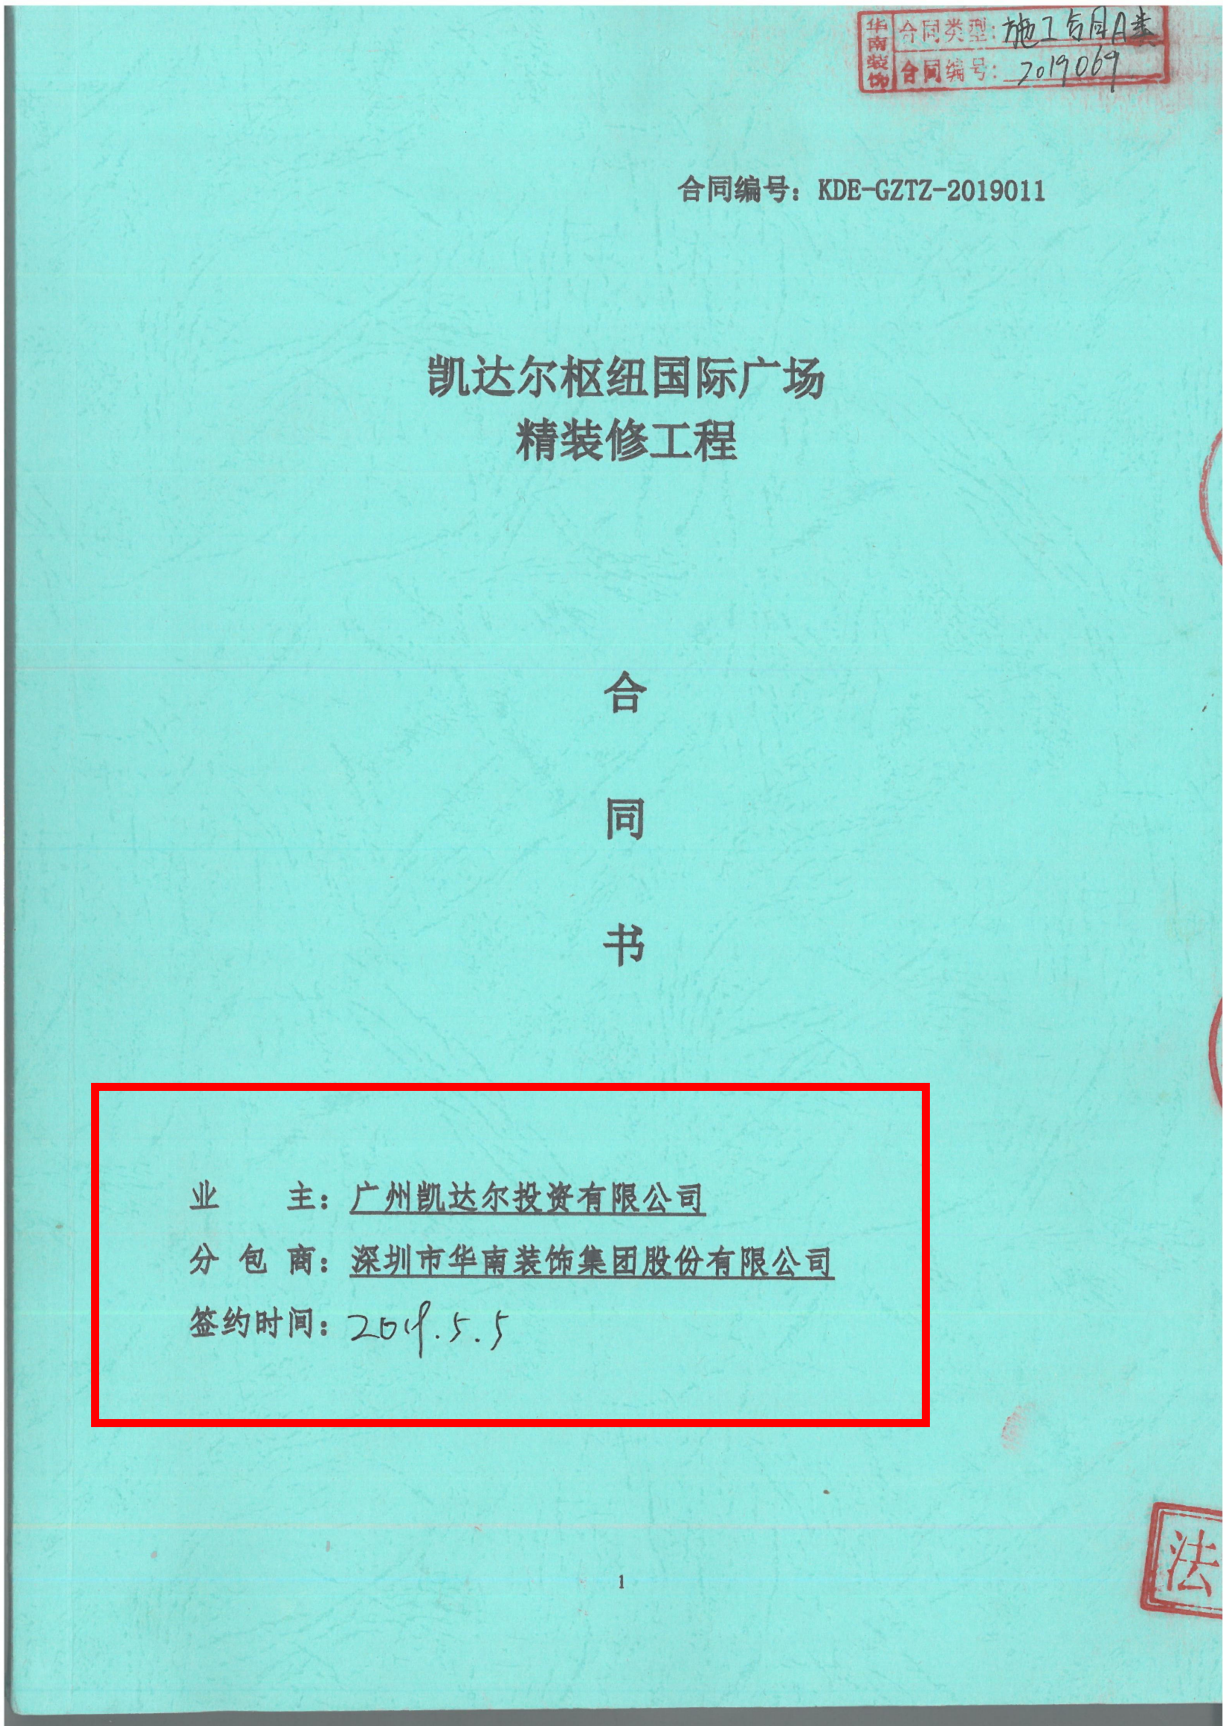 华南装饰
合同类型：施工合同A类
合同编号：2019069
合同编号：KDE-GZTZ-2019011
凯达尔枢纽国际广场
精装修工程
合
同
书
业 主：广州凯达尔投资有限公司
分 包 商：深圳市华南装饰集团股份有限公司
签约时间：2019.5.5
1
法